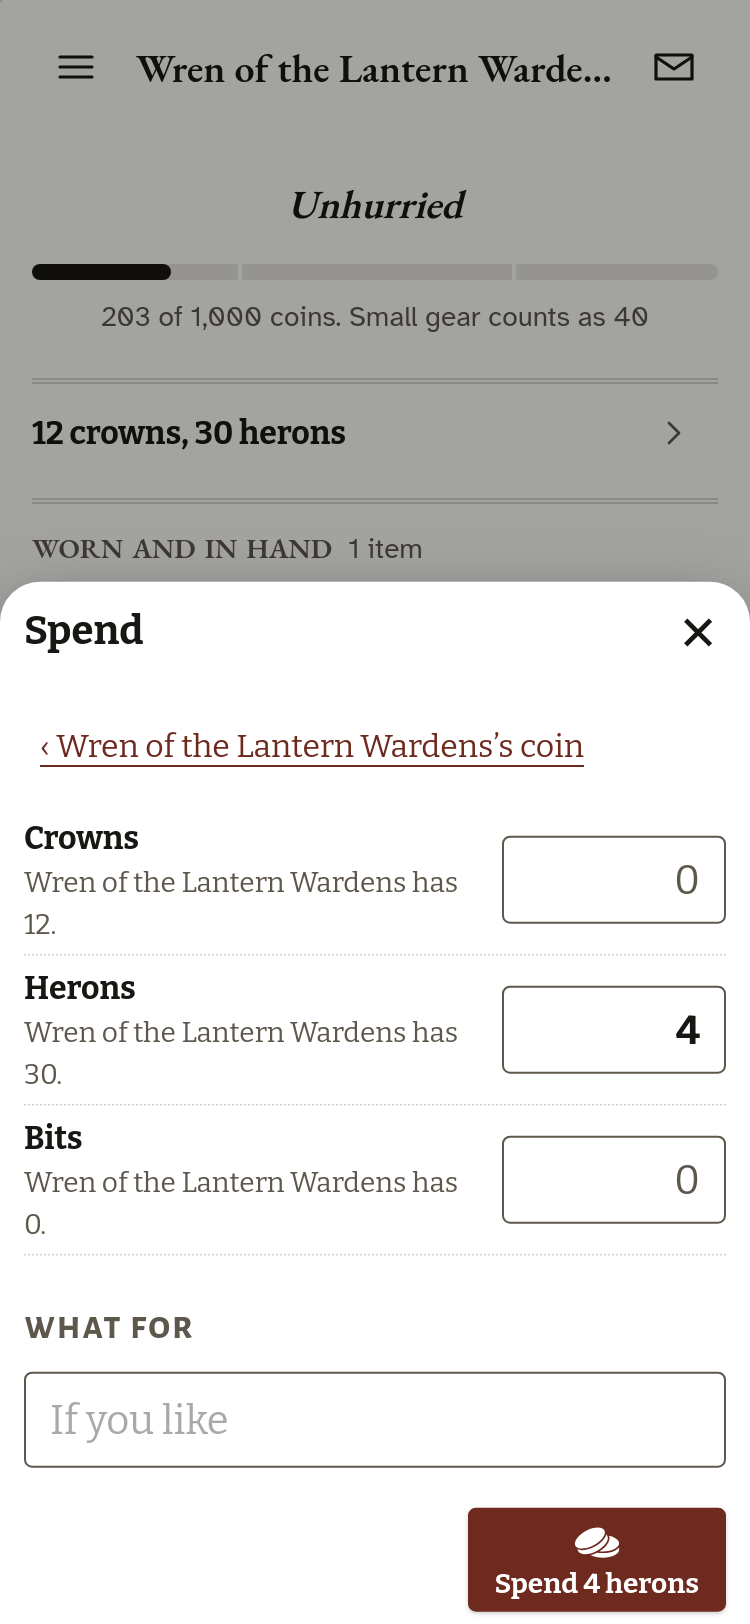 Wren of the Lantern Warde...
Unhurried
203 of 1,000 coins. Small gear counts as 40
12 crowns, 30 herons
WORN AND IN HAND 1 item
Spend
‹ Wren of the Lantern Wardens’s coin
Crowns
Wren of the Lantern Wardens has
12.
0
Herons
Wren of the Lantern Wardens has
30.
4
Bits
Wren of the Lantern Wardens has
0.
0
WHAT FOR
If you like
Spend 4 herons